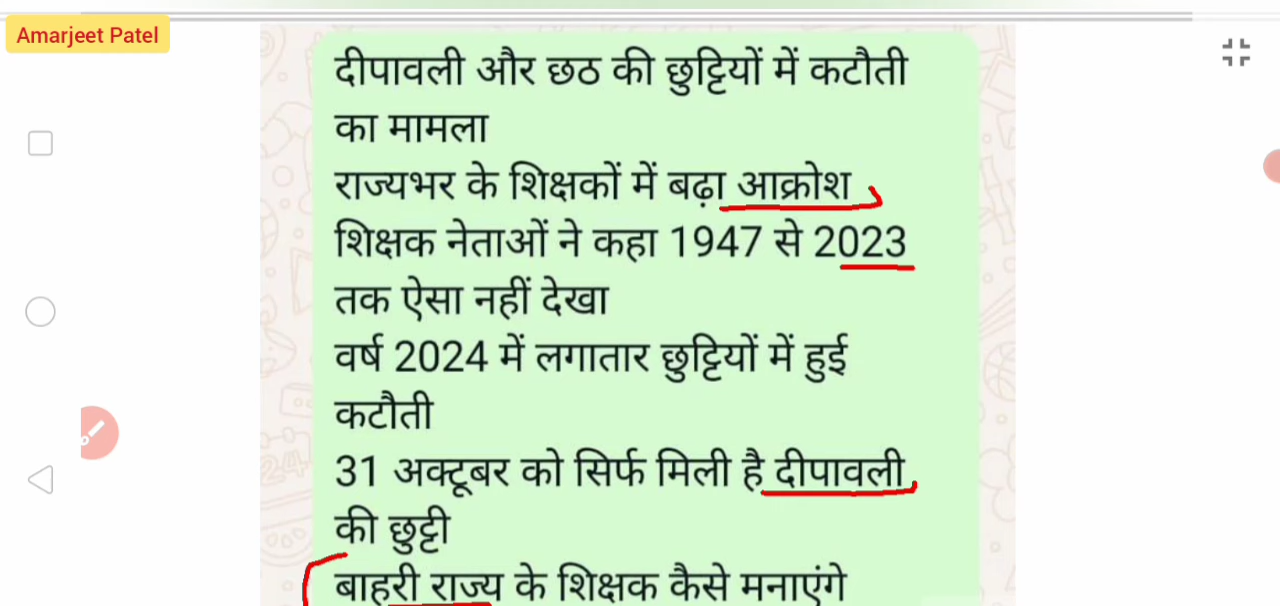 Amarjeet Patel
दीपावली और छठ की छुट्टियों में कटौती
का मामला
राज्यभर के शिक्षकों में बढ़ा आक्रोश
शिक्षक नेताओं ने कहा 1947 से 2023
तक ऐसा नहीं देखा
वर्ष 2024 में लगातार छुट्टियों में हुई
कटौती
31 अक्टूबर को सिर्फ मिली है दीपावली
की छुट्टी
बाहरी राज्य के शिक्षक कैसे मनाएंगे